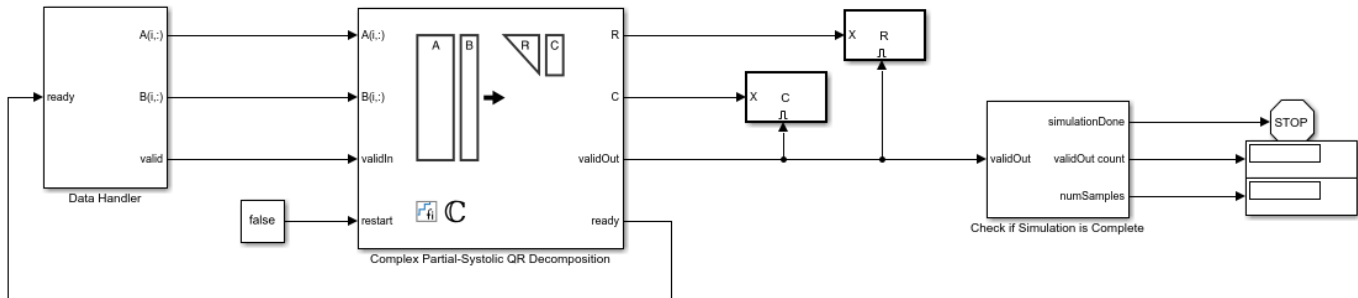 A(i,:)
B(i,:)
ready
valid
Data Handler
false
A(i,:)
B(i,:)
validIn
restart
A
B
R
C
fi
ℂ
R
C
validOut
ready
Complex Partial-Systolic QR Decomposition
X
R
X
C
validOut
simulationDone
validOut count
numSamples
Check if Simulation is Complete
STOP